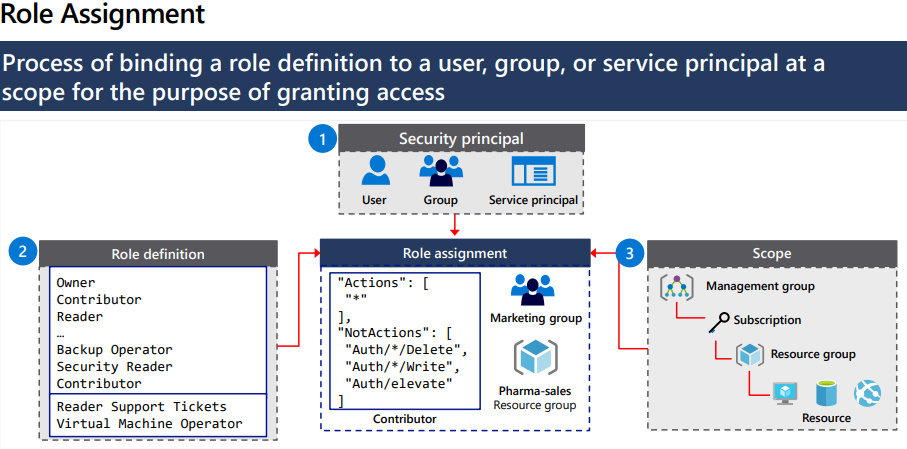 Role Assignment
Process of binding a role definition to a user, group, or service principal at a
scope for the purpose of granting access
1
Security principal
User
Group
Service principal
2
Role definition
Owner
Contributor
Reader
...
Backup Operator
Security Reader
Contributor
Reader Support Tickets
Virtual Machine Operator
Role assignment
"Actions": [
"*"
],
"NotActions": [
"Auth/*/Delete",
"Auth/*/Write",
"Auth/elevate"
]
Contributor
Marketing group
Pharma-sales
Resource group
3
Scope
Management group
Subscription
Resource group
Resource